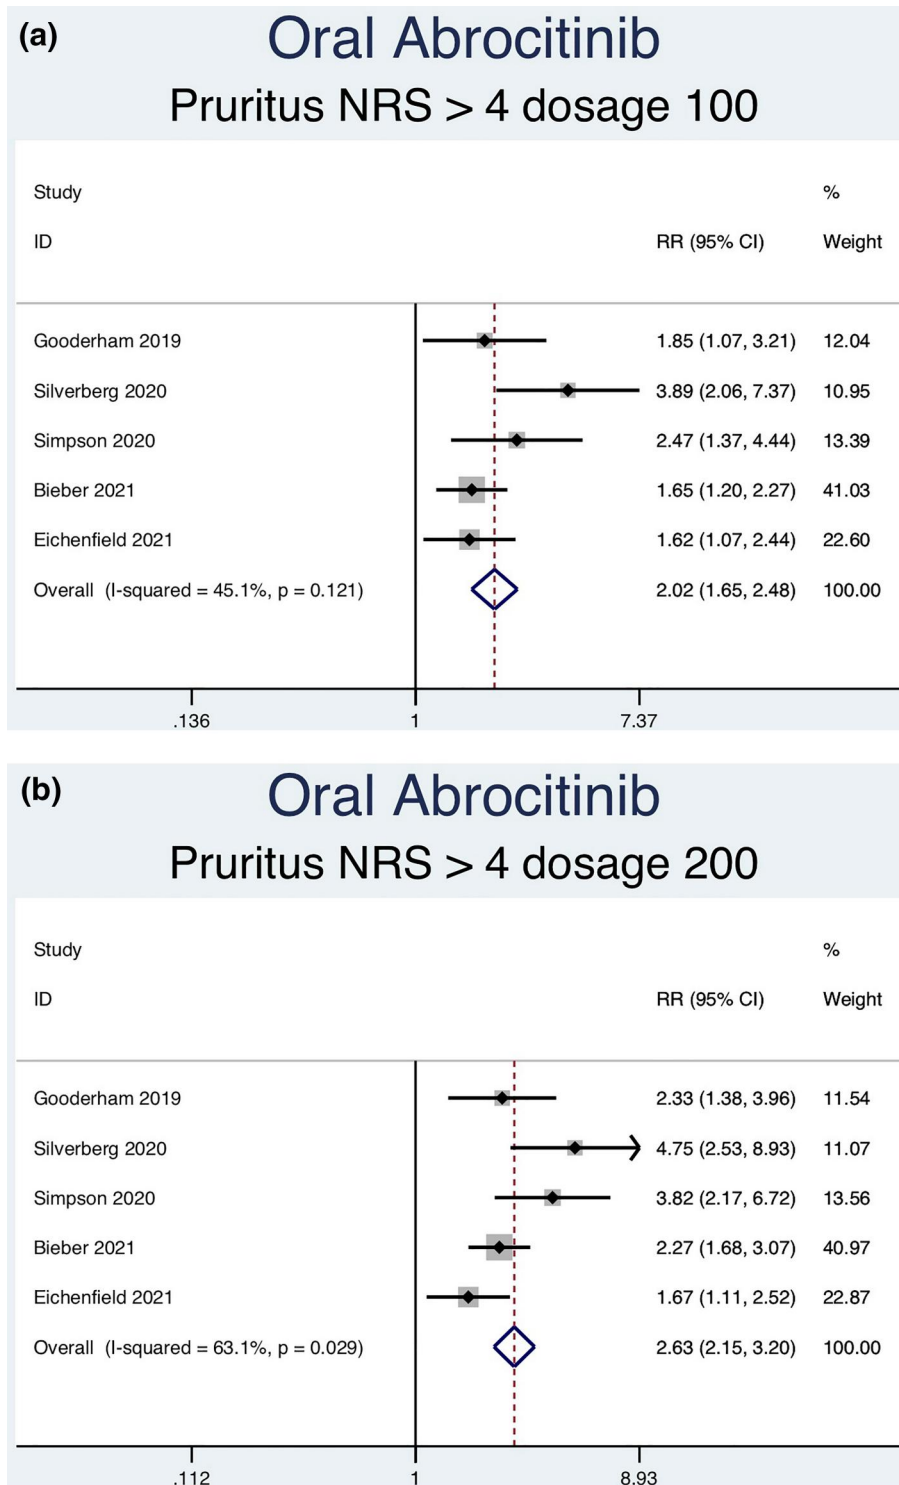 (a)
Oral Abrocitinib
Pruritus NRS > 4 dosage 100
Study %
ID RR (95% CI) Weight
Gooderham 2019 1.85 (1.07, 3.21) 12.04
Silverberg 2020 3.89 (2.06, 7.37) 10.95
Simpson 2020 2.47 (1.37, 4.44) 13.39
Bieber 2021 1.65 (1.20, 2.27) 41.03
Eichenfield 2021 1.62 (1.07, 2.44) 22.60
Overall (I-squared = 45.1%, p = 0.121) 2.02 (1.65, 2.48) 100.00
.136 1 7.37
(b)
Oral Abrocitinib
Pruritus NRS > 4 dosage 200
Study %
ID RR (95% CI) Weight
Gooderham 2019 2.33 (1.38, 3.96) 11.54
Silverberg 2020 4.75 (2.53, 8.93) 11.07
Simpson 2020 3.82 (2.17, 6.72) 13.56
Bieber 2021 2.27 (1.68, 3.07) 40.97
Eichenfield 2021 1.67 (1.11, 2.52) 22.87
Overall (I-squared = 63.1%, p = 0.029) 2.63 (2.15, 3.20) 100.00
.112 1 8.93